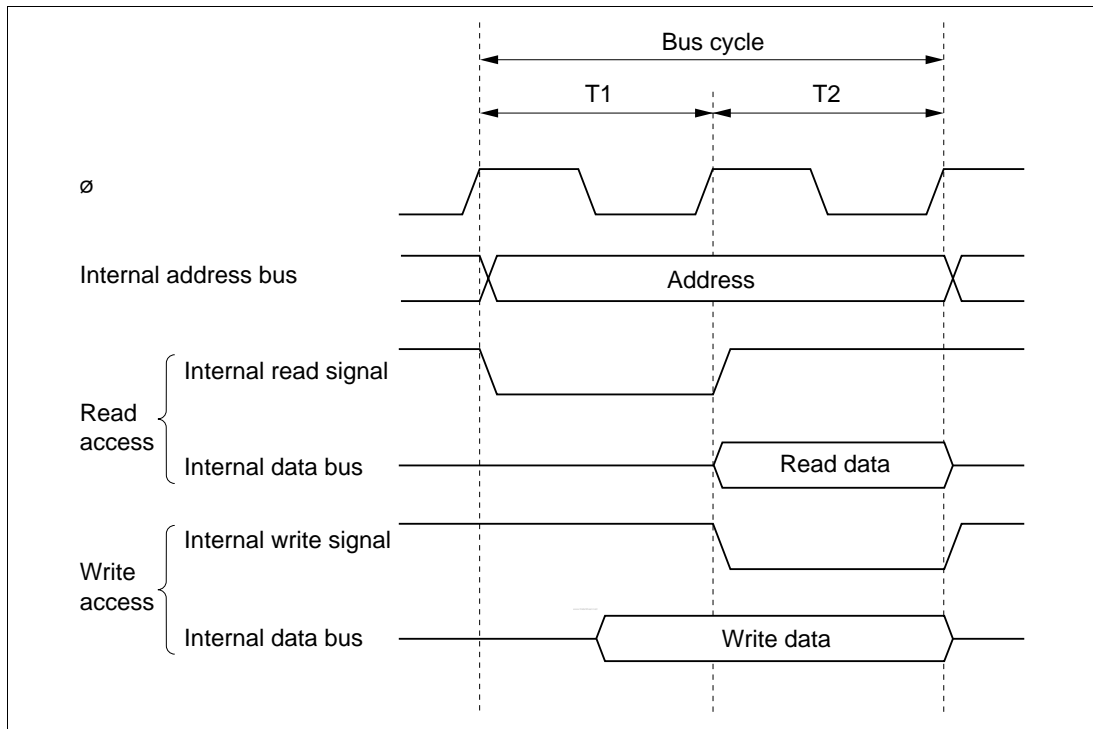 Bus cycle
T1
T2
ø
Internal address bus
Address
Internal read signal
Read
access
Internal data bus
Read data
Internal write signal
Write
access
Internal data bus
Write data